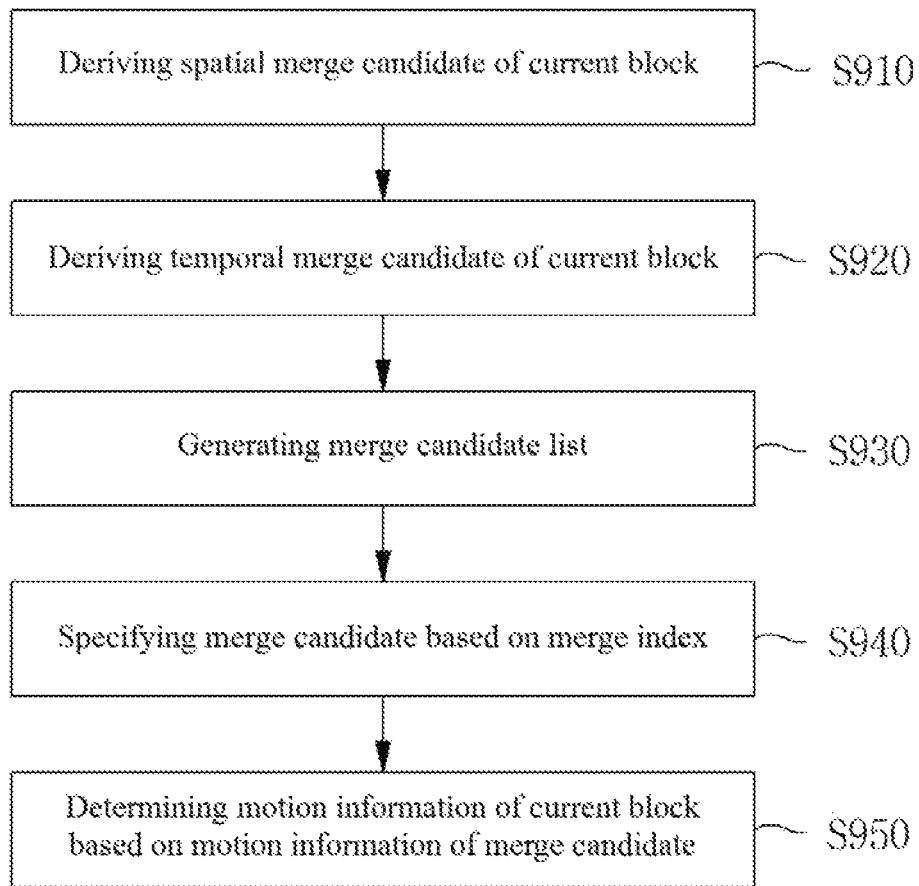 Deriving spatial merge candidate of current block
S910
Deriving temporal merge candidate of current block
S920
Generating merge candidate list
S930
Specifying merge candidate based on merge index
S940
Determining motion information of current block
based on motion information of merge candidate
S950